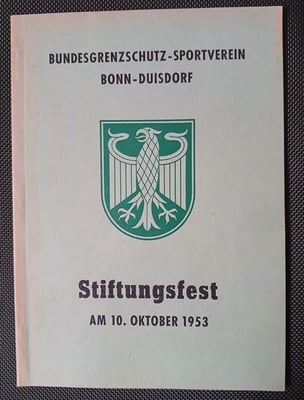 BUNDESGRENZSCHUTZ-SPORTVEREIN
BONN-DUISDORF
Stiftungsfest
AM 10. OKTOBER 1953